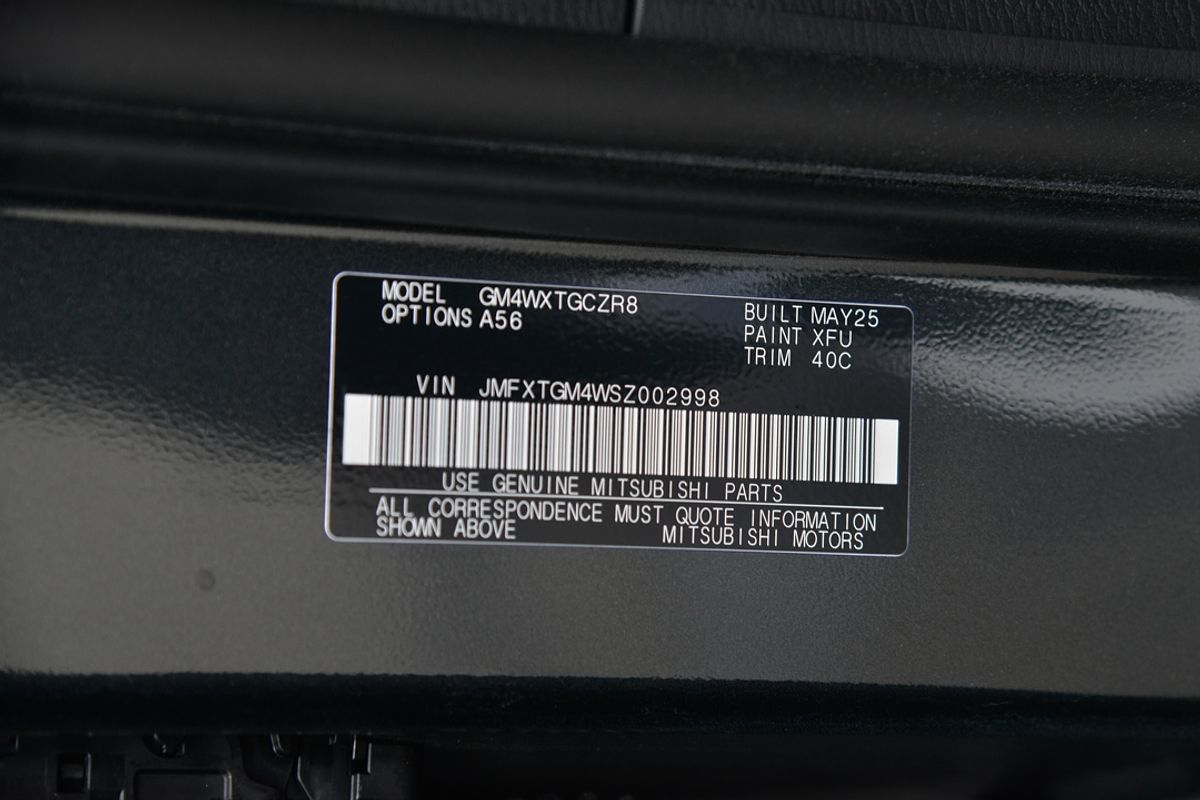 MODEL GM4WXTGCZR8
OPTIONS A56
BUILT MAY25
PAINT XFU
TRIM 40C
VIN JMFXTGM4WSZ002998
USE GENUINE MITSUBISHI PARTS
ALL CORRESPONDENCE MUST QUOTE INFORMATION
SHOWN ABOVE MITSUBISHI MOTORS